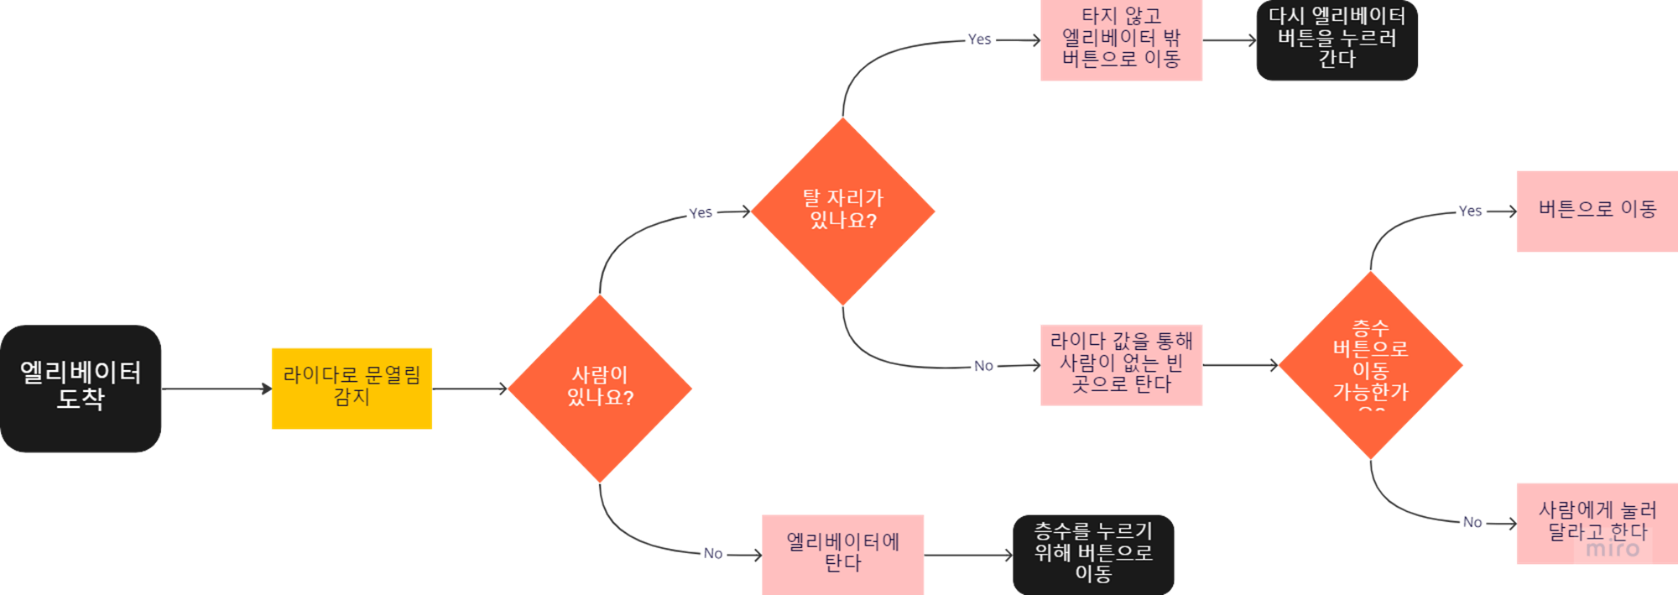 엘리베이터
도착
라이다로 문열림
감지
사람이
있나요?
Yes
No
탈 자리가
있나요?
Yes
No
타지 않고
엘리베이터 밖
버튼으로 이동
다시 엘리베이터
버튼을 누르러
간다
라이다 값을 통해
사람이 없는 빈
곳으로 탄다
층수
버튼으로
이동
가능한가
요?
Yes
No
버튼으로 이동
사람에게 눌러
달라고 한다
엘리베이터에
탄다
층수를 누르기
위해 버튼으로
이동
miro